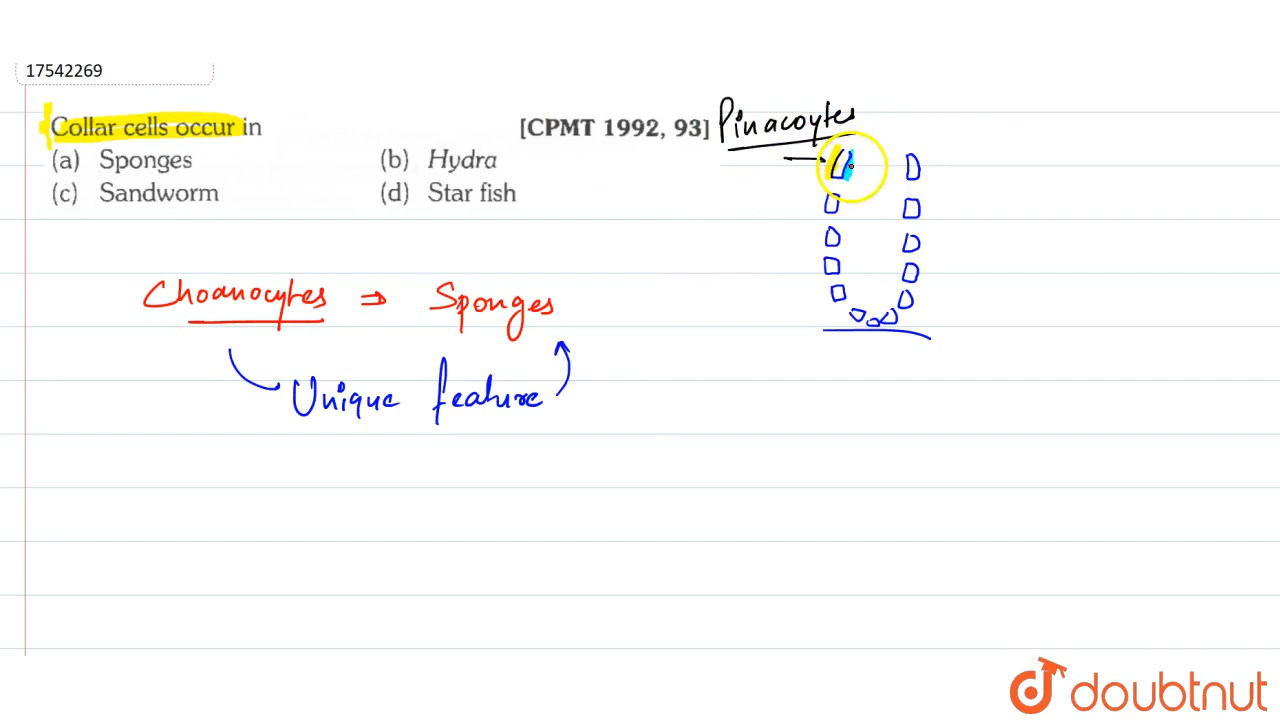 17542269
Collar cells occur in [CPMT 1992, 93] Pinacoytes
(a) Sponges (b) Hydra
(c) Sandworm (d) Star fish
Choanocytes ⇒ Sponges
Unique feature
doubtnut